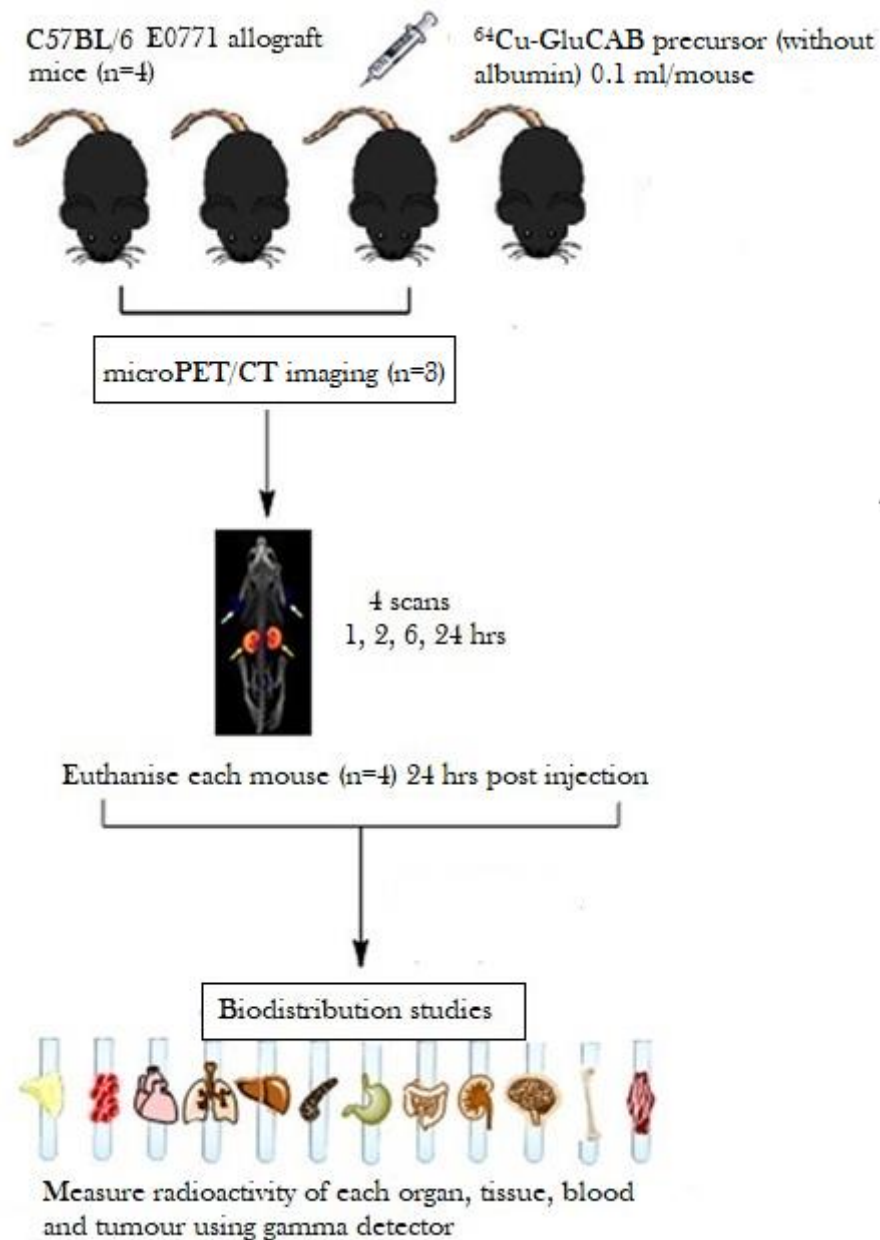 C57BL/6 E0771 allograft
mice (n=4)
⁶⁴Cu-GluCAB precursor (without
albumin) 0.1 ml/mouse
microPET/CT imaging (n=3)
4 scans
1, 2, 6, 24 hrs
Euthanise each mouse (n=4) 24 hrs post injection
Biodistribution studies
Measure radioactivity of each organ, tissue, blood
and tumour using gamma detector